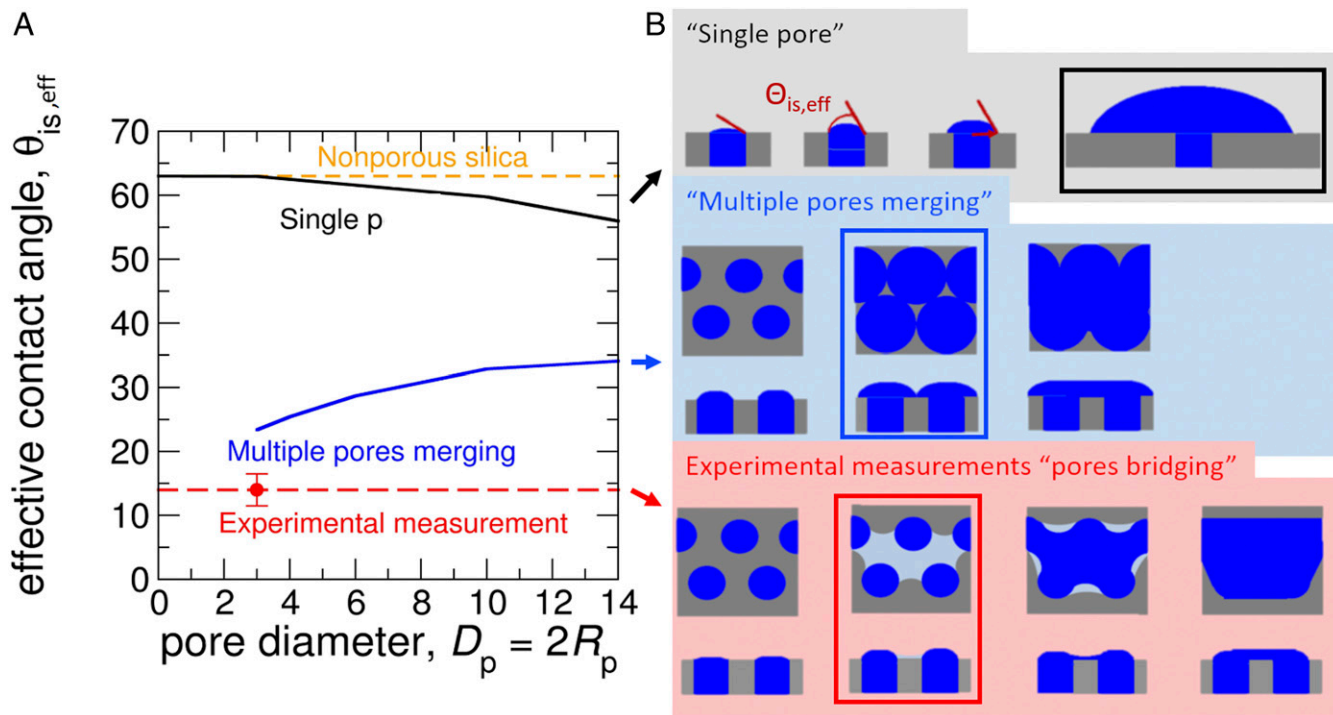 A
effective contact angle, θis,eff
70
60
50
40
30
20
10
0
0 2 4 6 8 10 12 14
pore diameter, Dp = 2Rp
Nonporous silica
Single p
Multiple pores merging
Experimental measurement
B
“Single pore”
Θis,eff
“Multiple pores merging”
Experimental measurements “pores bridging”